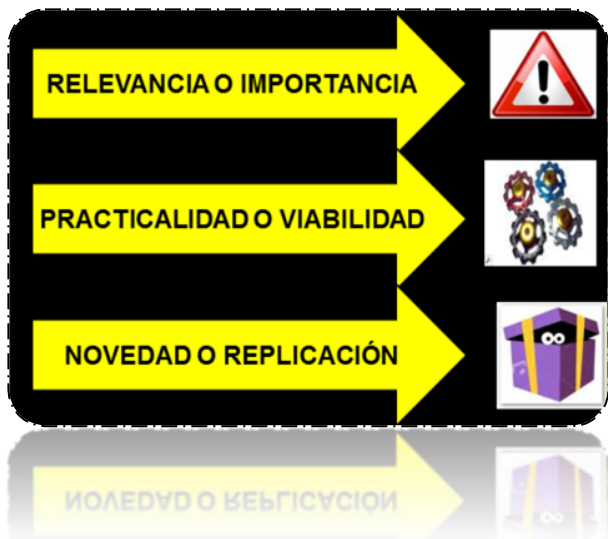 RELEVANCIA O IMPORTANCIA
PRACTICALIDAD O VIABILIDAD
NOVEDAD O REPLICACIÓN